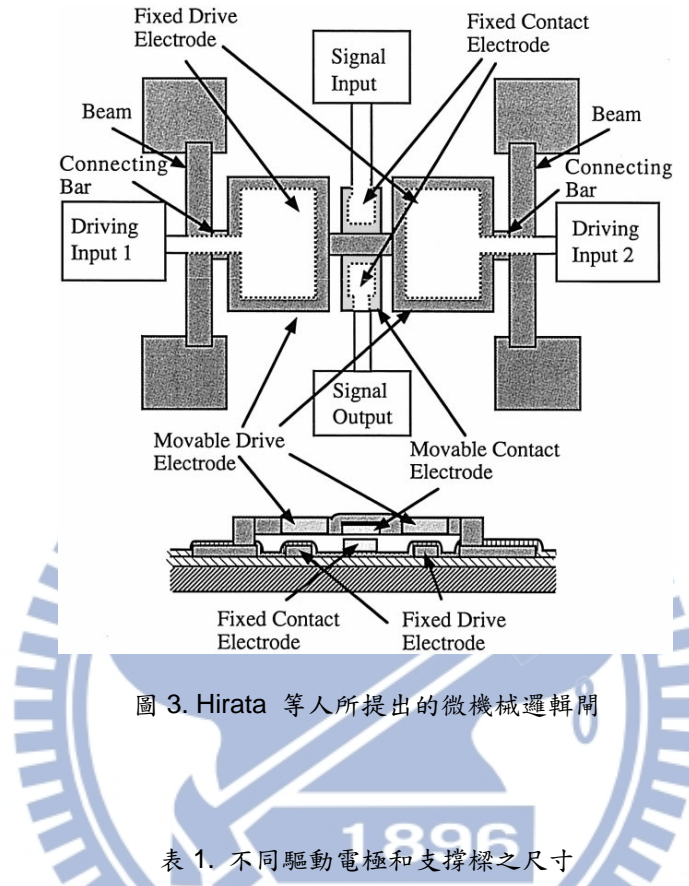 Fixed Drive
Electrode
Fixed Contact
Electrode
Signal
Input
Beam
Beam
Connecting
Bar
Connecting
Bar
Driving
Input 1
Driving
Input 2
Signal
Output
Movable Drive
Electrode
Movable Contact
Electrode
Fixed Contact
Electrode
Fixed Drive
Electrode
圖 3. Hirata 等人所提出的微機械邏輯閘
1896
表 1. 不同驅動電極和支撐樑之尺寸